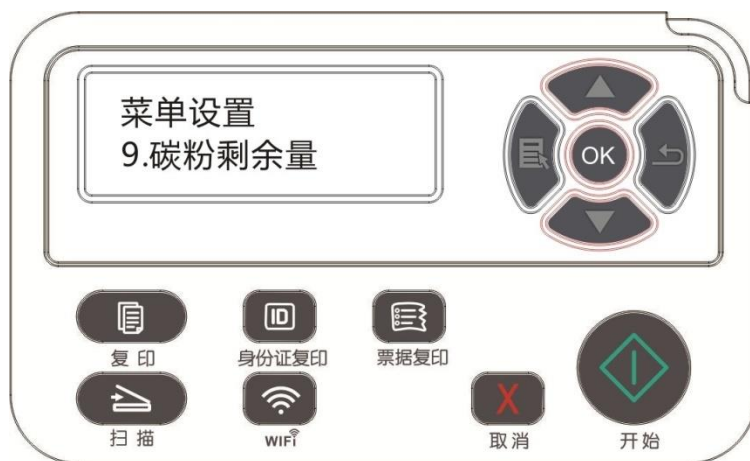 菜单设置
9.碳粉剩余量
OK
ID
复 印
身份证复印
票据复印
X
扫 描
WIFI
取 消
开 始